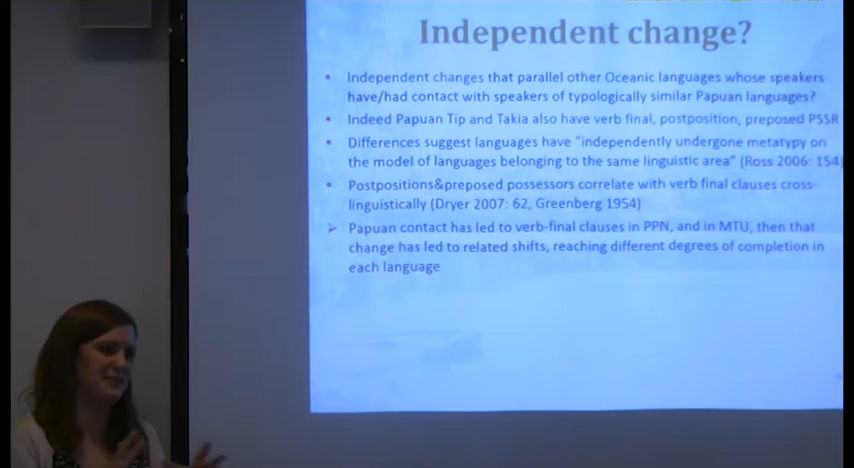 Independent change?
Independent changes that parallel other Oceanic languages whose speakers
have/had contact with speakers of typologically similar Papuan languages?
Indeed Papuan Tip and Takia also have verb final, postposition, preposed PSSR
Differences suggest languages have "independently undergone metatypy on
the model of languages belonging to the same linguistic area" (Ross 2006: 154)
Postpositions&preposed possessors correlate with verb final clauses cross-
linguistically (Dryer 2007: 62, Greenberg 1954)
Papuan contact has led to verb-final clauses in PPN, and in MTU, then that
change has led to related shifts, reaching different degrees of completion in
each language